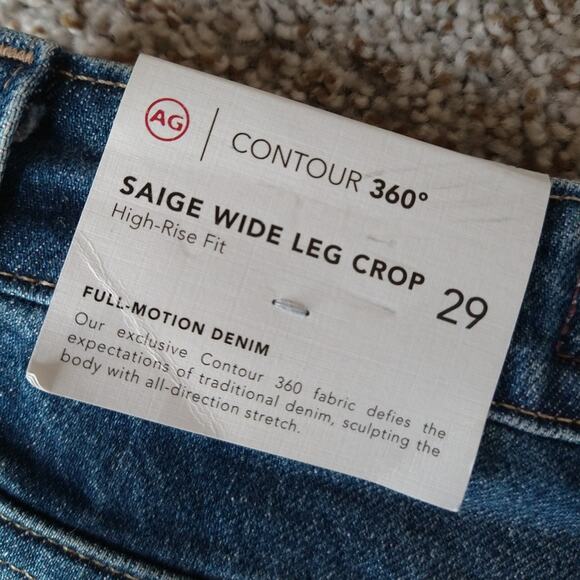 AG | CONTOUR 360°
SAIGE WIDE LEG CROP
High-Rise Fit
29
FULL-MOTION DENIM
Our exclusive Contour 360 fabric defies the
expectations of traditional denim, sculpting the
body with all-direction stretch.